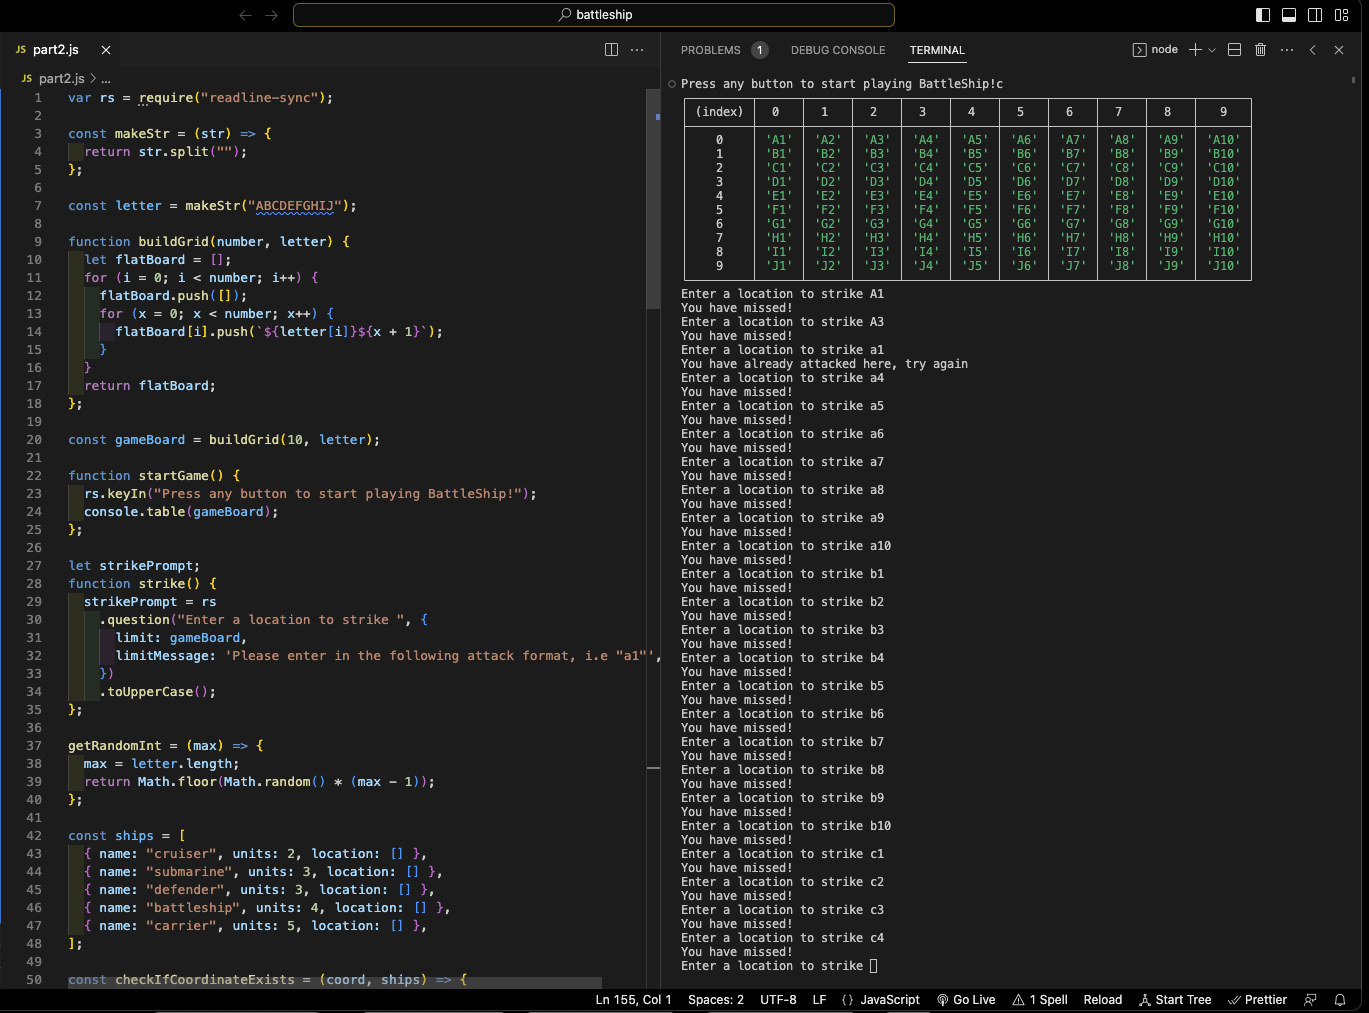 battleship
JS part2.js
JS part2.js > ...
1 var rs = require("readline-sync");
2
3 const makeStr = (str) => {
4 return str.split("");
5 };
6
7 const letter = makeStr("ABCDEFGHIJ");
8
9 function buildGrid(number, letter) {
10 let flatBoard = [];
11 for (i = 0; i < number; i++) {
12 flatBoard.push([]);
13 for (x = 0; x < number; x++) {
14 flatBoard[i].push(`${letter[i]}${x + 1}`);
15 }
16 }
17 return flatBoard;
18 };
19
20 const gameBoard = buildGrid(10, letter);
21
22 function startGame() {
23 rs.keyIn("Press any button to start playing BattleShip!");
24 console.table(gameBoard);
25 };
26
27 let strikePrompt;
28 function strike() {
29 strikePrompt = rs
30 .question("Enter a location to strike ", {
31 limit: gameBoard,
32 limitMessage: 'Please enter in the following attack format, i.e "a1"',
33 })
34 .toUpperCase();
35 };
36
37 getRandomInt = (max) => {
38 max = letter.length;
39 return Math.floor(Math.random() * (max - 1));
40 };
41
42 const ships = [
43 { name: "cruiser", units: 2, location: [] },
44 { name: "submarine", units: 3, location: [] },
45 { name: "defender", units: 3, location: [] },
46 { name: "battleship", units: 4, location: [] },
47 { name: "carrier", units: 5, location: [] },
48 ];
49
50 const checkIfCoordinateExists = (coord, ships) => {
PROBLEMS 1 DEBUG CONSOLE TERMINAL node
Press any button to start playing BattleShip!c
(index) 0 1 2 3 4 5 6 7 8 9
0 'A1' 'A2' 'A3' 'A4' 'A5' 'A6' 'A7' 'A8' 'A9' 'A10'
1 'B1' 'B2' 'B3' 'B4' 'B5' 'B6' 'B7' 'B8' 'B9' 'B10'
2 'C1' 'C2' 'C3' 'C4' 'C5' 'C6' 'C7' 'C8' 'C9' 'C10'
3 'D1' 'D2' 'D3' 'D4' 'D5' 'D6' 'D7' 'D8' 'D9' 'D10'
4 'E1' 'E2' 'E3' 'E4' 'E5' 'E6' 'E7' 'E8' 'E9' 'E10'
5 'F1' 'F2' 'F3' 'F4' 'F5' 'F6' 'F7' 'F8' 'F9' 'F10'
6 'G1' 'G2' 'G3' 'G4' 'G5' 'G6' 'G7' 'G8' 'G9' 'G10'
7 'H1' 'H2' 'H3' 'H4' 'H5' 'H6' 'H7' 'H8' 'H9' 'H10'
8 'I1' 'I2' 'I3' 'I4' 'I5' 'I6' 'I7' 'I8' 'I9' 'I10'
9 'J1' 'J2' 'J3' 'J4' 'J5' 'J6' 'J7' 'J8' 'J9' 'J10'
Enter a location to strike A1
You have missed!
Enter a location to strike A3
You have missed!
Enter a location to strike a1
You have already attacked here, try again
Enter a location to strike a4
You have missed!
Enter a location to strike a5
You have missed!
Enter a location to strike a6
You have missed!
Enter a location to strike a7
You have missed!
Enter a location to strike a8
You have missed!
Enter a location to strike a9
You have missed!
Enter a location to strike a10
You have missed!
Enter a location to strike b1
You have missed!
Enter a location to strike b2
You have missed!
Enter a location to strike b3
You have missed!
Enter a location to strike b4
You have missed!
Enter a location to strike b5
You have missed!
Enter a location to strike b6
You have missed!
Enter a location to strike b7
You have missed!
Enter a location to strike b8
You have missed!
Enter a location to strike b9
You have missed!
Enter a location to strike b10
You have missed!
Enter a location to strike c1
You have missed!
Enter a location to strike c2
You have missed!
Enter a location to strike c3
You have missed!
Enter a location to strike c4
You have missed!
Enter a location to strike
Ln 155, Col 1 Spaces: 2 UTF-8 LF {} JavaScript Go Live 1 Spell Reload Start Tree Prettier